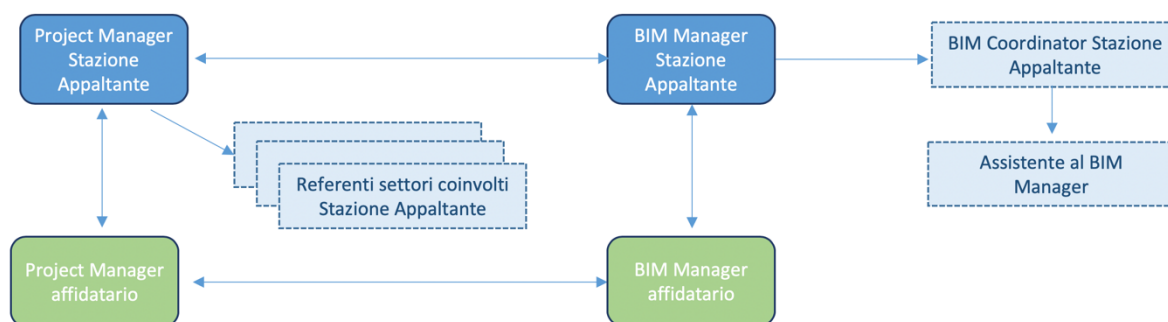 Project Manager
Stazione
Appaltante
BIM Manager
Stazione
Appaltante
BIM Coordinator Stazione
Appaltante
Referenti settori coinvolti
Stazione Appaltante
Assistente al BIM
Manager
Project Manager
affidatario
BIM Manager
affidatario